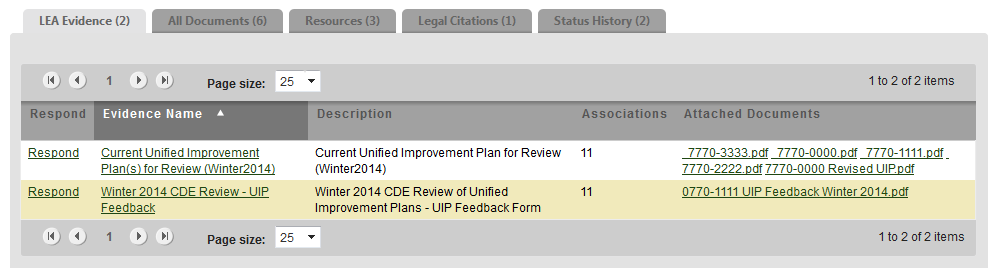 LEA Evidence (2) All Documents (6) Resources (3) Legal Citations (1) Status History (2)
1 Page size: 25 1 to 2 of 2 items
Respond Evidence Name Description Associations Attached Documents
Respond Current Unified Improvement Current Unified Improvement Plan for Review 11 _7770-3333.pdf _7770-0000.pdf _7770-1111.pdf _
Plan(s) for Review (Winter2014) (Winter2014) 7770-2222.pdf 7770-0000 Revised UIP.pdf
Respond Winter 2014 CDE Review - UIP Winter 2014 CDE Review of Unified 11 0770-1111 UIP Feedback Winter 2014.pdf
Feedback Improvement Plans - UIP Feedback Form
1 Page size: 25 1 to 2 of 2 items